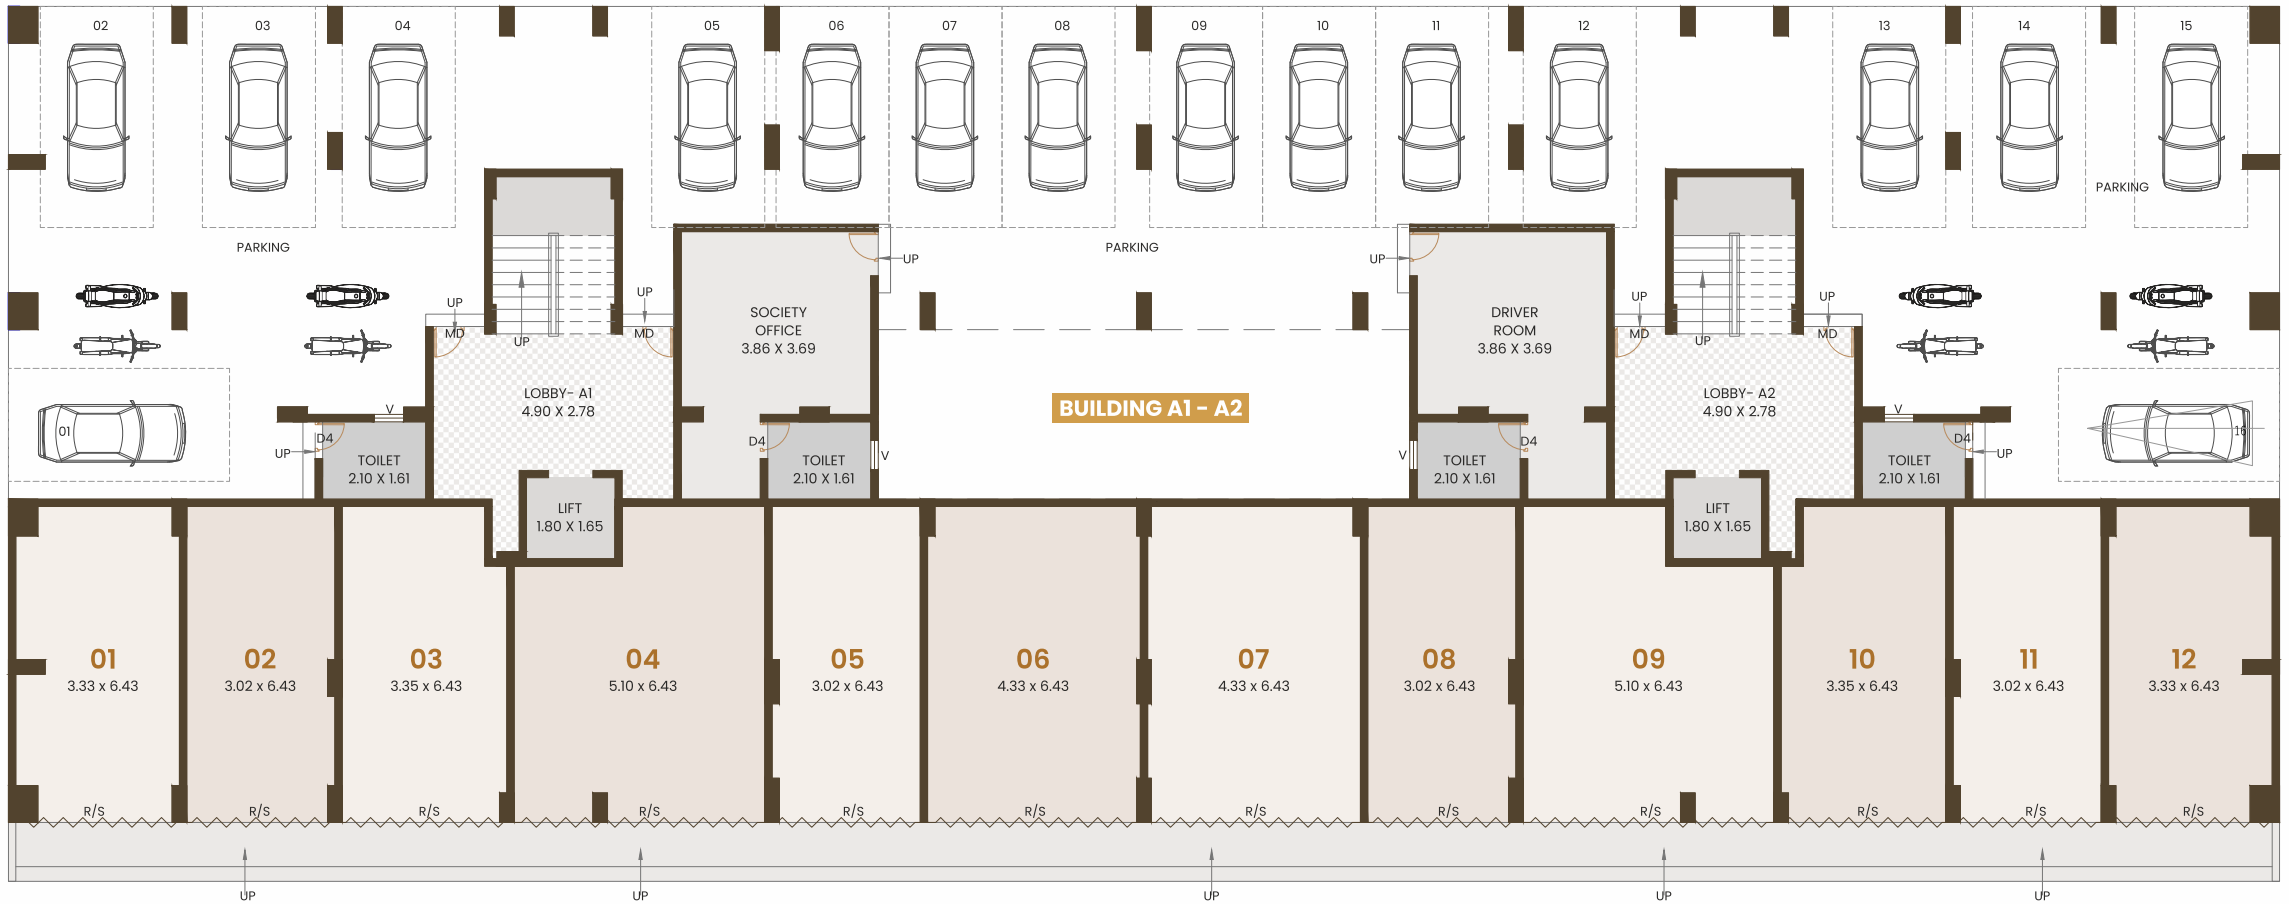 02
03
04
05
06
07
08
09
10
11
12
13
14
15
PARKING
PARKING
PARKING
UP
UP
UP
UP
UP
UP
MD
MD
MD
MD
UP
UP
SOCIETY
OFFICE
3.86 X 3.69
DRIVER
ROOM
3.86 X 3.69
LOBBY- A1
4.90 X 2.78
BUILDING A1 - A2
LOBBY- A2
4.90 X 2.78
V
V
01
16
D4
D4
D4
D4
UP
UP
V
V
TOILET
2.10 X 1.61
TOILET
2.10 X 1.61
TOILET
2.10 X 1.61
TOILET
2.10 X 1.61
LIFT
1.80 X 1.65
LIFT
1.80 X 1.65
01
3.33 x 6.43
02
3.02 x 6.43
03
3.35 x 6.43
04
5.10 x 6.43
05
3.02 x 6.43
06
4.33 x 6.43
07
4.33 x 6.43
08
3.02 x 6.43
09
5.10 x 6.43
10
3.35 x 6.43
11
3.02 x 6.43
12
3.33 x 6.43
R/S
R/S
R/S
R/S
R/S
R/S
R/S
R/S
R/S
R/S
R/S
R/S
UP
UP
UP
UP
UP